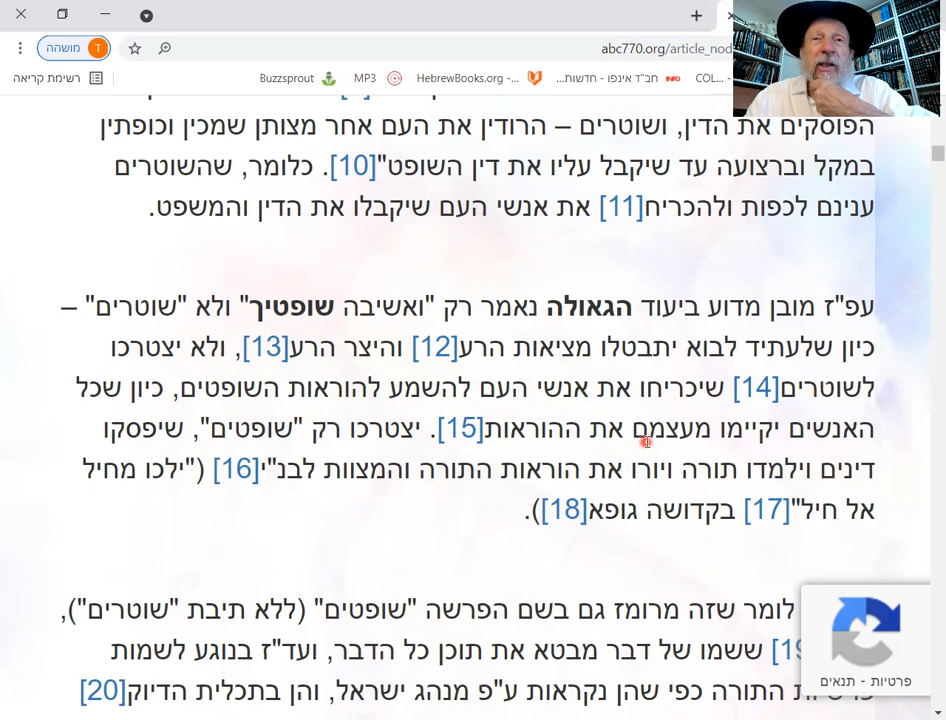 מושהה
abc770.org/article_nod
רשימת קריאה
Buzzsprout
MP3
HebrewBooks.org -...
חב"ד אינפו - חדשות...
COL... -
הפוסקים את הדין, ושוטרים – הרודין את העם אחר מצותן שמכין וכופתין
במקל וברצועה עד שיקבל עליו את דין השופט"[10]. כלומר, שהשוטרים
ענינם לכפות ולהכריח[11] את אנשי העם שיקבלו את הדין והמשפט.
עפ"ז מובן מדוע ביעוד הגאולה נאמר רק "ואשיבה שופטיך" ולא "שוטרים" –
כיון שלעתיד לבוא יתבטלו מציאות הרע[12] והיצר הרע[13], ולא יצטרכו
לשוטרים[14] שיכריחו את אנשי העם להשמע להוראות השופטים, כיון שכל
האנשים יקיימו מעצמם את ההוראות[15]. יצטרכו רק "שופטים", שיפסקו
דינים וילמדו תורה ויורו את הוראות התורה והמצוות לבנ"י[16] ("ילכו מחיל
אל חיל"[17] בקדושה גופא[18]).
לומר שזה מרומז גם בשם הפרשה "שופטים" (ללא תיבת "שוטרים"),
ששמו של דבר מבטא את תוכן כל הדבר, ועד"ז בנוגע לשמות
התורה כפי שהן נקראות ע"פ מנהג ישראל, והן בתכלית הדיוק[20]
פרטיות - תנאים